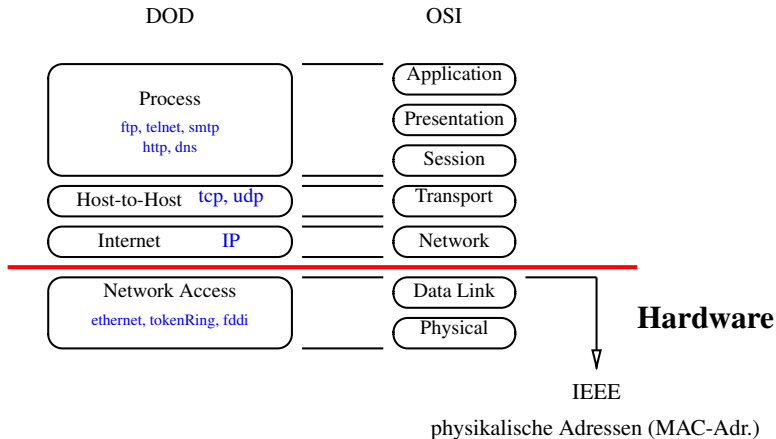 DOD
OSI
Process
ftp, telnet, smtp
http, dns
Application
Presentation
Session
Host-to-Host tcp, udp
Transport
Internet IP
Network
Network Access
ethernet, tokenRing, fddi
Data Link
Physical
Hardware
IEEE
physikalische Adressen (MAC-Adr.)